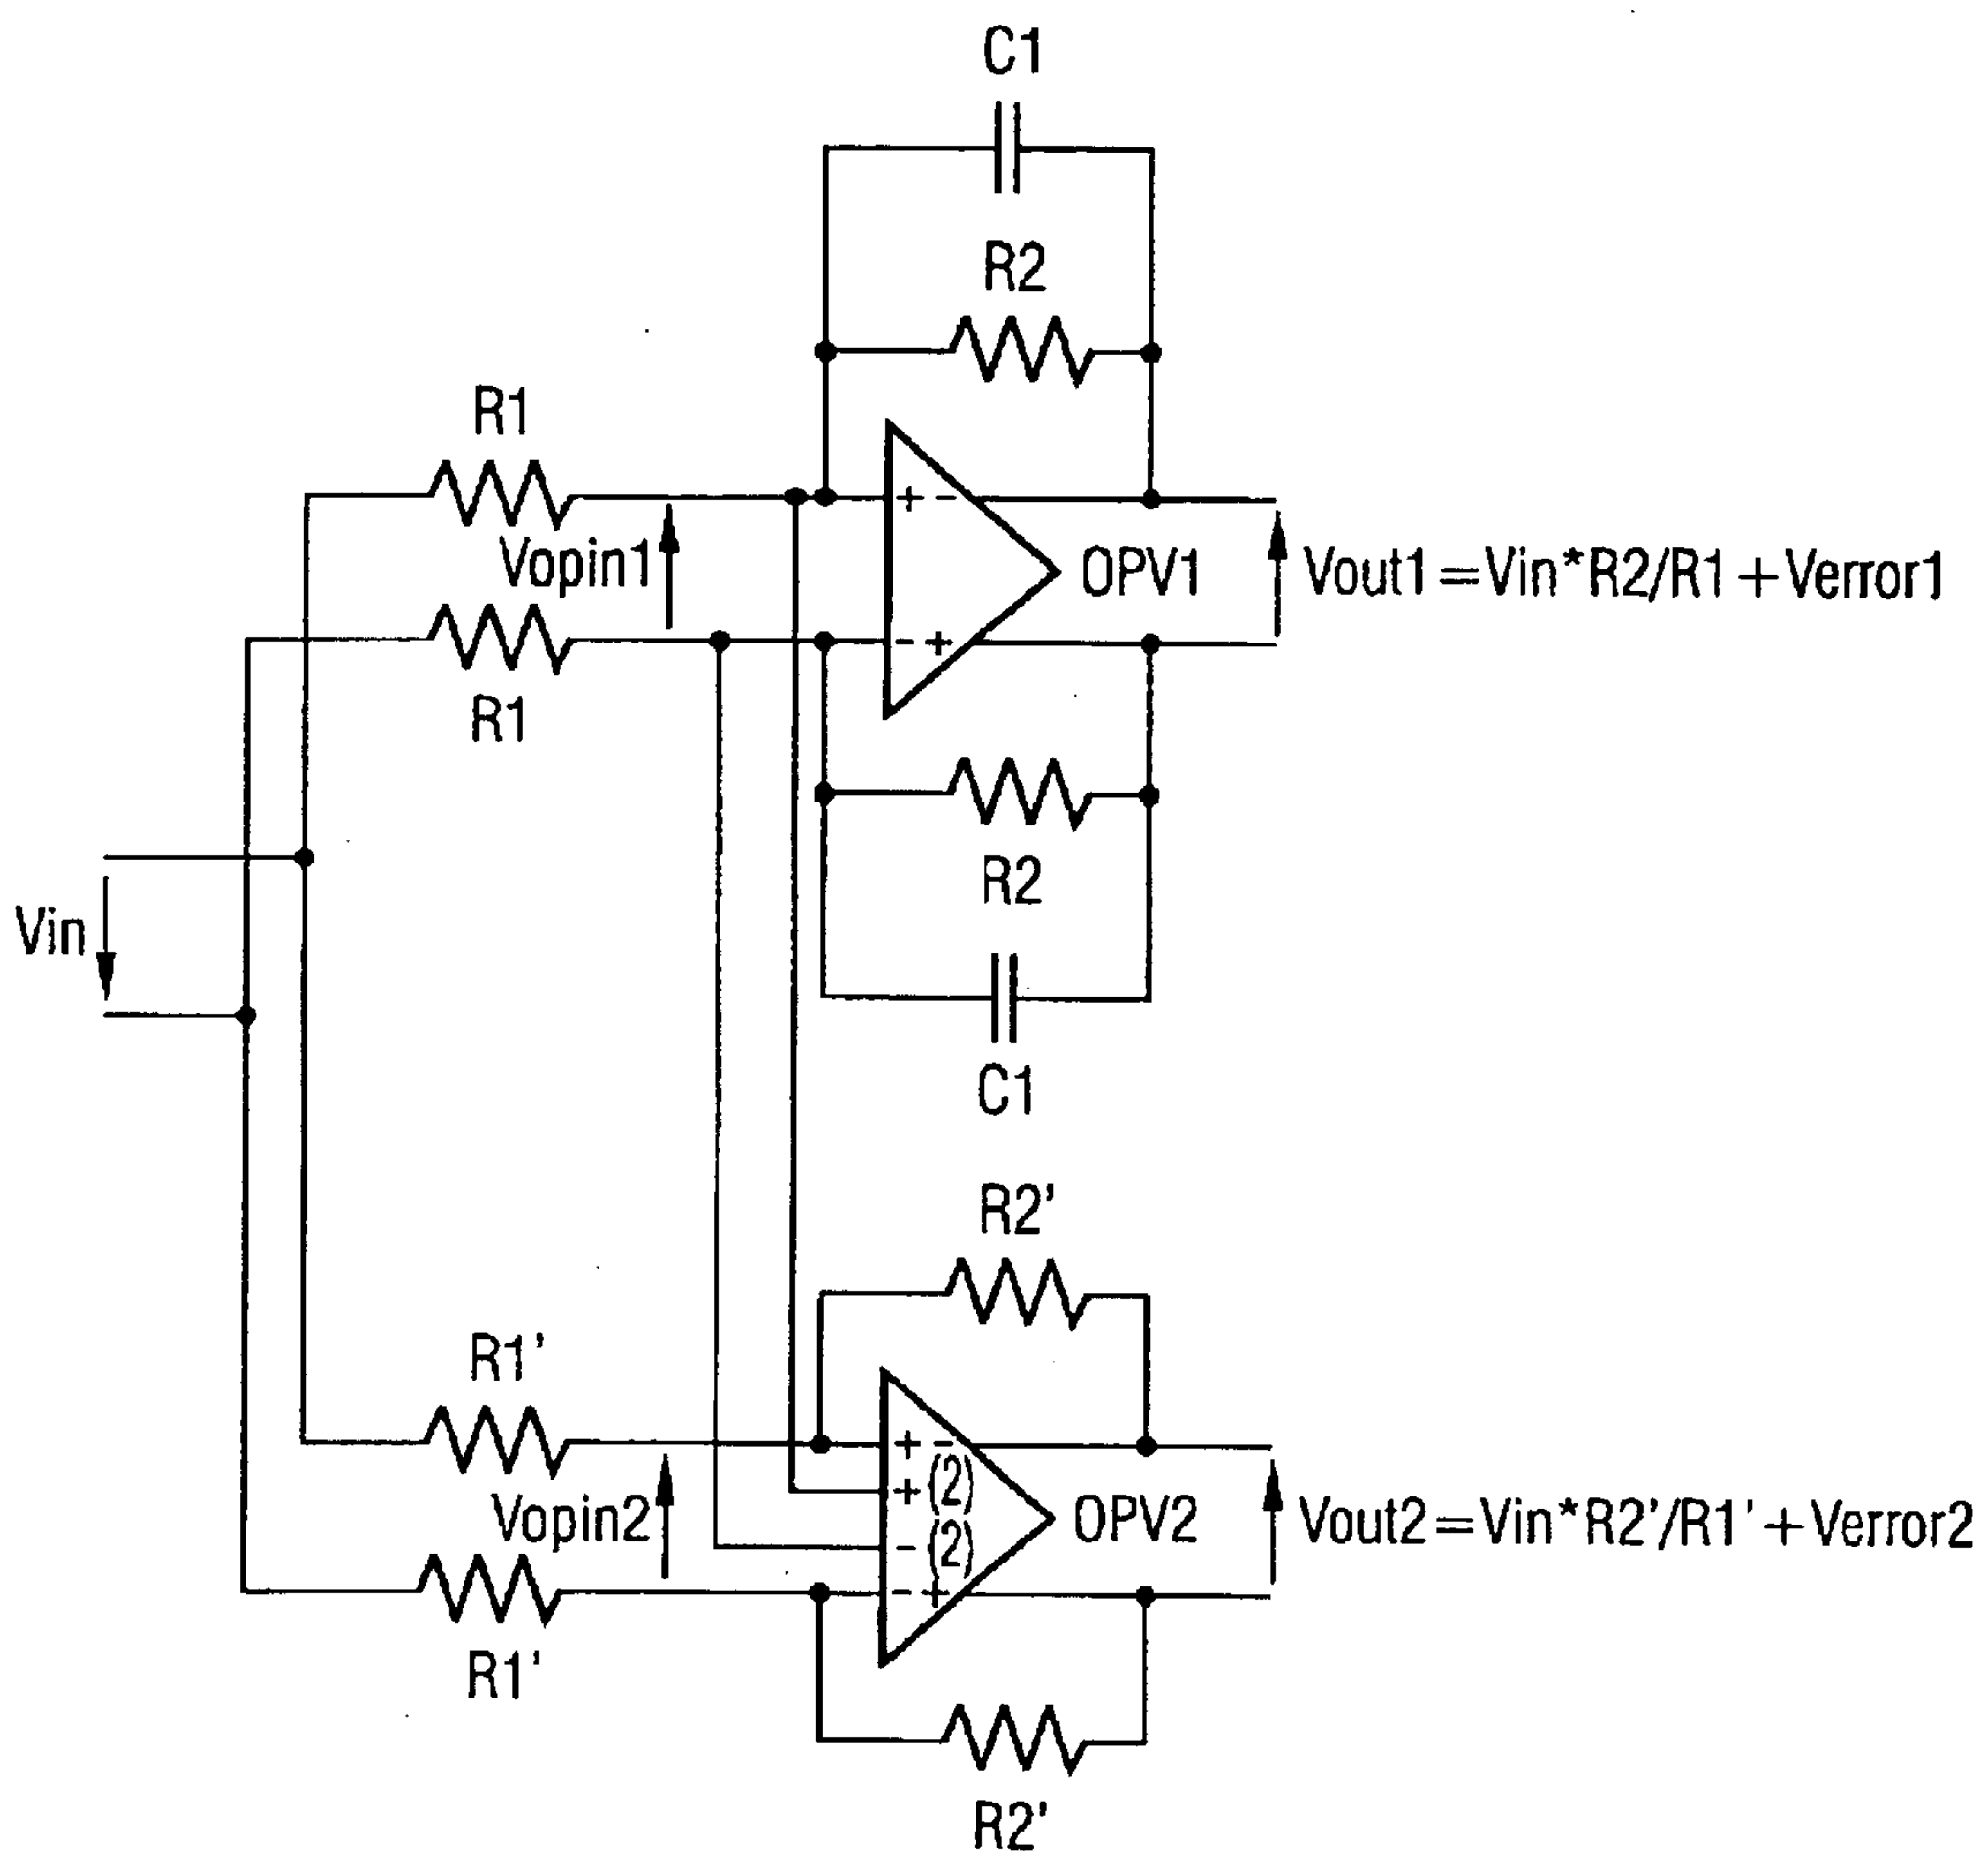 C1
R2
R1
+ -
Vopin1
OPV1
Vout1=Vin*R2/R1+Verror1
- +
R1
R2
Vin
C1
R2'
R1'
+ -
+ (2)
Vopin2
OPV2
Vout2=Vin*R2'/R1'+Verror2
- (2)
- +
R1'
R2'